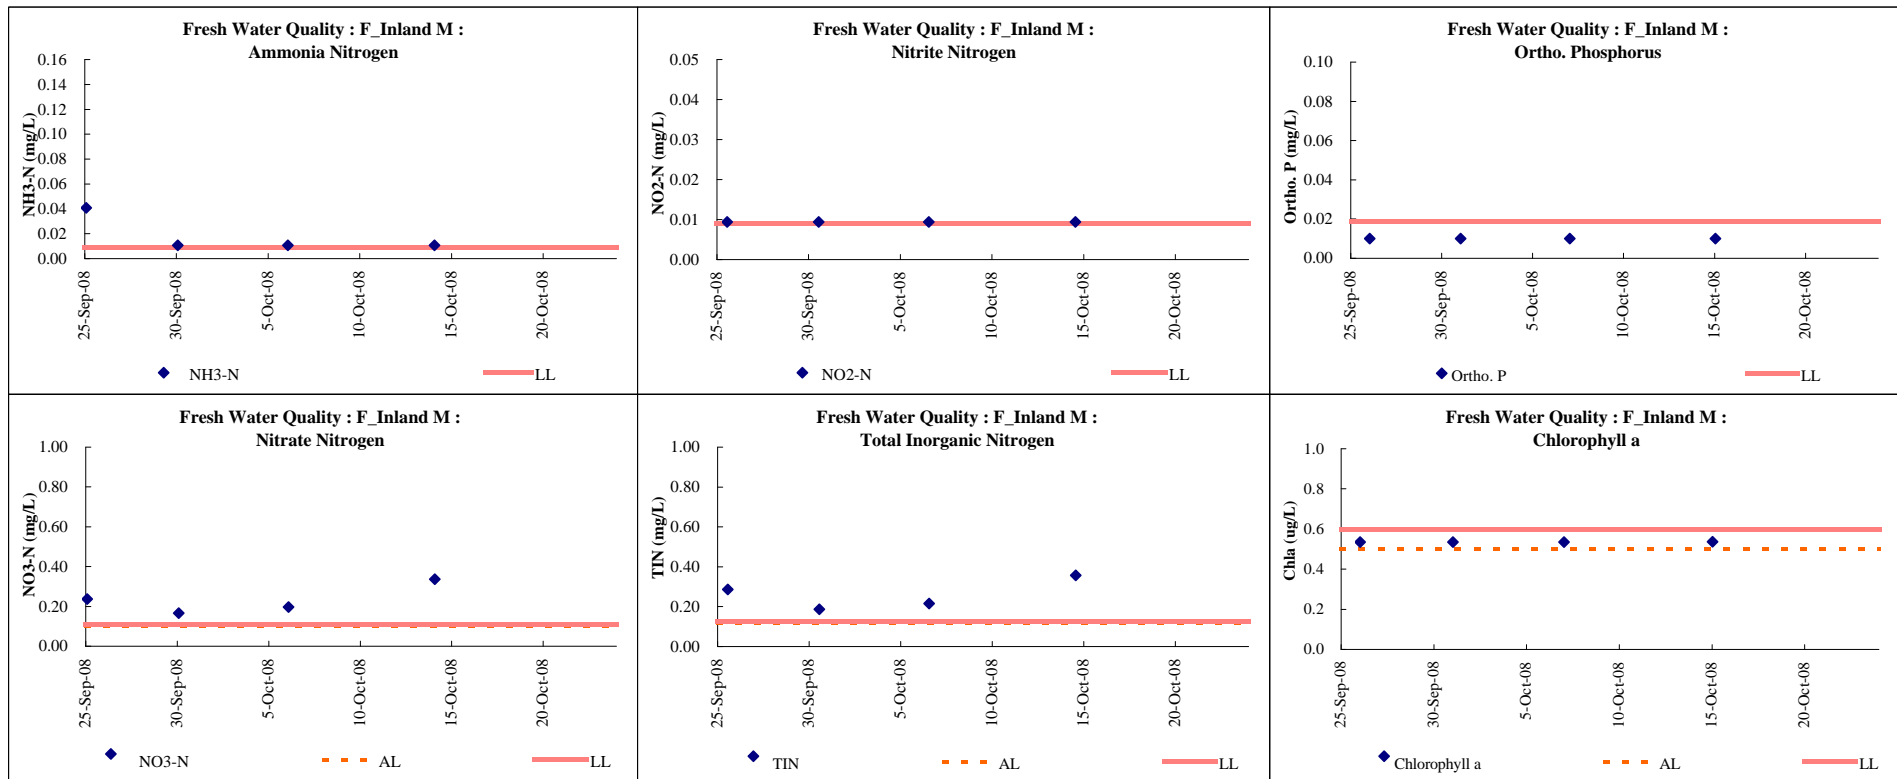 Fresh Water Quality : F_Inland M :
Ammonia Nitrogen
NH3-N (mg/L)
0.16
0.14
0.12
0.10
0.08
0.06
0.04
0.02
0.00
25-Sep-08
30-Sep-08
5-Oct-08
10-Oct-08
15-Oct-08
20-Oct-08
NH3-N
LL
Fresh Water Quality : F_Inland M :
Nitrite Nitrogen
NO2-N (mg/L)
0.05
0.04
0.03
0.02
0.01
0.00
25-Sep-08
30-Sep-08
5-Oct-08
10-Oct-08
15-Oct-08
20-Oct-08
NO2-N
LL
Fresh Water Quality : F_Inland M :
Ortho. Phosphorus
Ortho. P (mg/L)
0.10
0.08
0.06
0.04
0.02
0.00
25-Sep-08
30-Sep-08
5-Oct-08
10-Oct-08
15-Oct-08
20-Oct-08
Ortho. P
LL
Fresh Water Quality : F_Inland M :
Nitrate Nitrogen
NO3-N (mg/L)
1.00
0.80
0.60
0.40
0.20
0.00
25-Sep-08
30-Sep-08
5-Oct-08
10-Oct-08
15-Oct-08
20-Oct-08
NO3-N
AL
LL
Fresh Water Quality : F_Inland M :
Total Inorganic Nitrogen
TIN (mg/L)
1.00
0.80
0.60
0.40
0.20
0.00
25-Sep-08
30-Sep-08
5-Oct-08
10-Oct-08
15-Oct-08
20-Oct-08
TIN
AL
LL
Fresh Water Quality : F_Inland M :
Chlorophyll a
Chla (ug/L)
1.0
0.8
0.6
0.4
0.2
0.0
25-Sep-08
30-Sep-08
5-Oct-08
10-Oct-08
15-Oct-08
20-Oct-08
Chlorophyll a
AL
LL